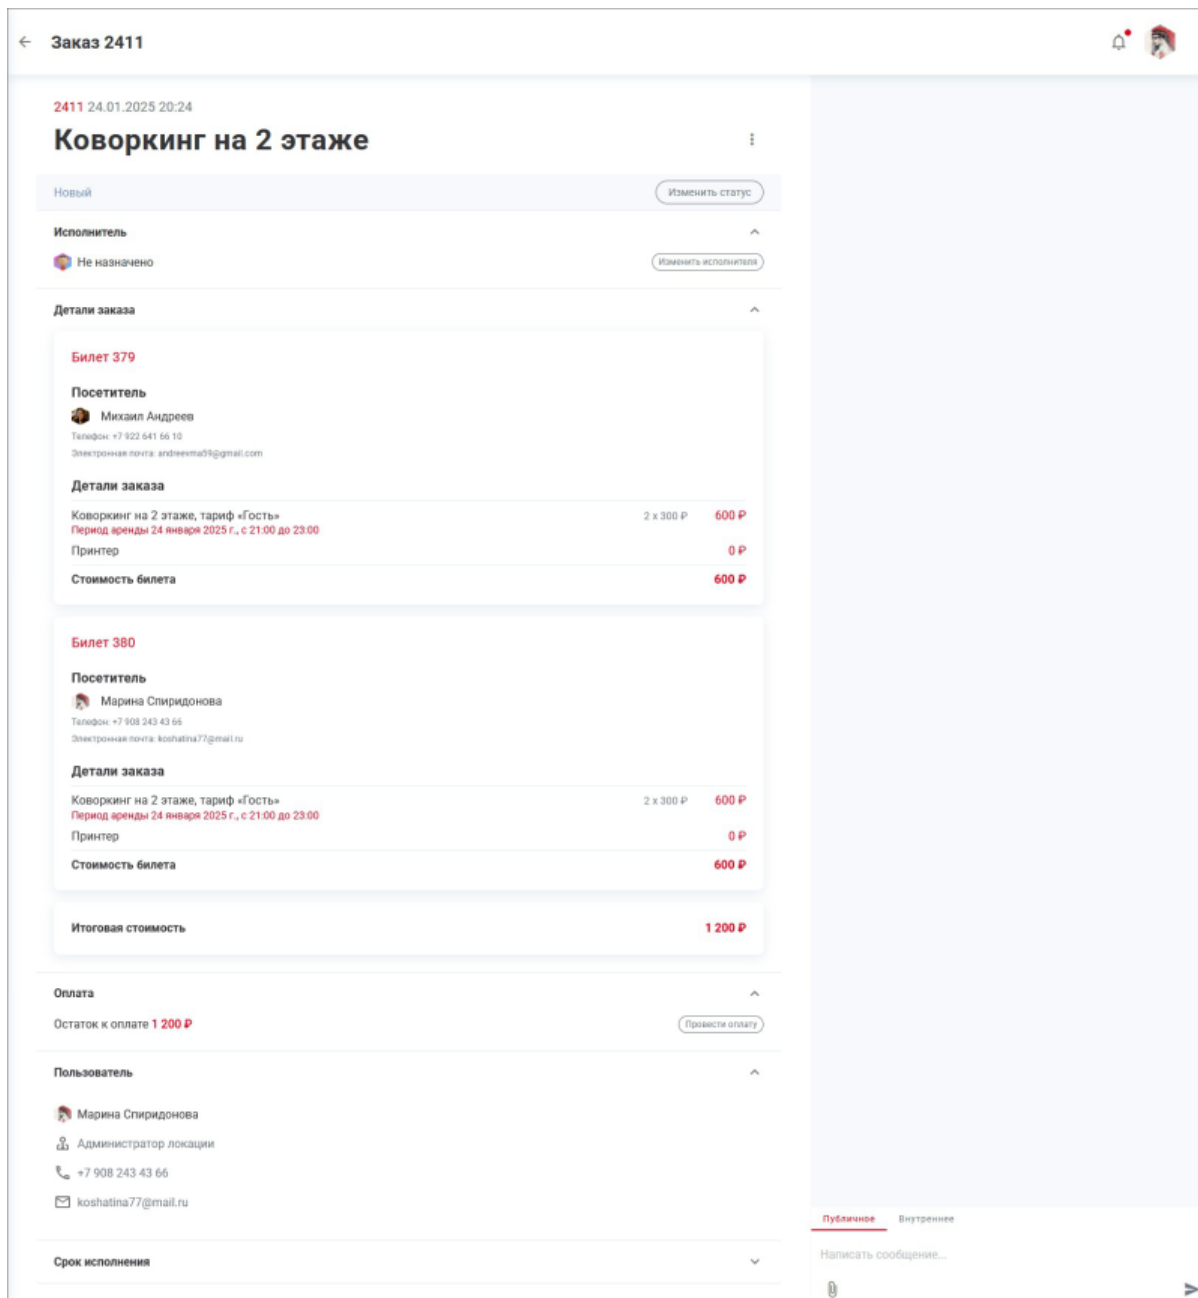 Заказ 2411
2411 24.01.2025 20:24
Коворкинг на 2 этаже
Новый
Изменить статус
Исполнитель
Не назначено
Изменить исполнителя
Детали заказа
Билет 379
Посетитель
Михаил Андреев
Телефон: +7 922 641 66 10
Электронная почта: andreevma59@gmail.com
Детали заказа
Коворкинг на 2 этаже, тариф «Гость» 2 x 300 ₽ 600 ₽
Период аренды 24 января 2025 г., с 21:00 до 23:00
Принтер 0 ₽
Стоимость билета 600 ₽
Билет 380
Посетитель
Марина Спиридонова
Телефон: +7 908 243 43 66
Электронная почта: koshatina77@mail.ru
Детали заказа
Коворкинг на 2 этаже, тариф «Гость» 2 x 300 ₽ 600 ₽
Период аренды 24 января 2025 г., с 21:00 до 23:00
Принтер 0 ₽
Стоимость билета 600 ₽
Итоговая стоимость 1 200 ₽
Оплата
Остаток к оплате 1 200 ₽
Провести оплату
Пользователь
Марина Спиридонова
Администратор локации
+7 908 243 43 66
koshatina77@mail.ru
Срок исполнения
Публичное Внутреннее
Написать сообщение...